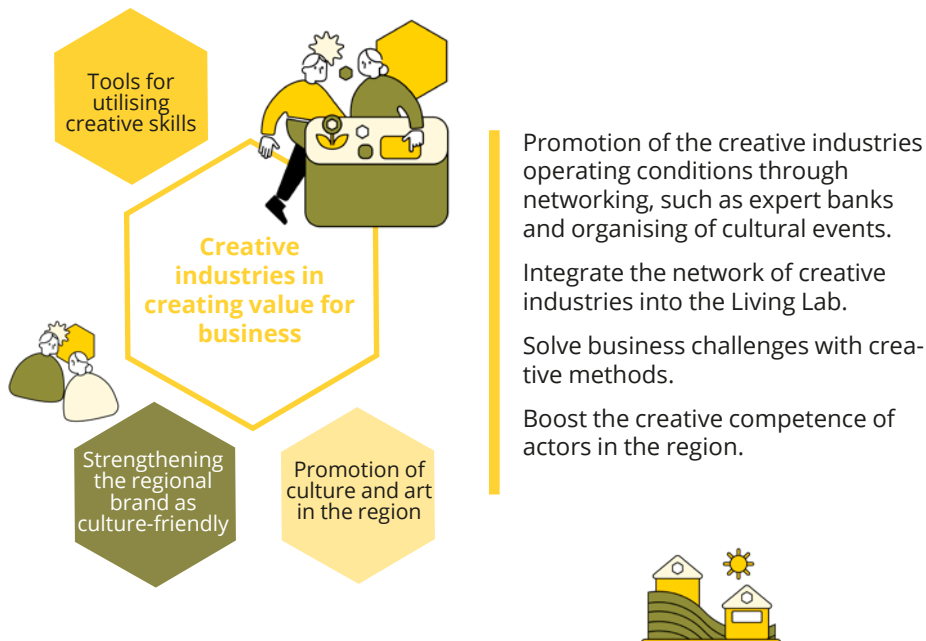 Tools for
utilising
creative skills
Creative
industries in
creating value for
business
Strengthening
the regional
brand as
culture-friendly
Promotion of
culture and art
in the region
Promotion of the creative industries
operating conditions through
networking, such as expert banks
and organising of cultural events.
Integrate the network of creative
industries into the Living Lab.
Solve business challenges with crea-
tive methods.
Boost the creative competence of
actors in the region.